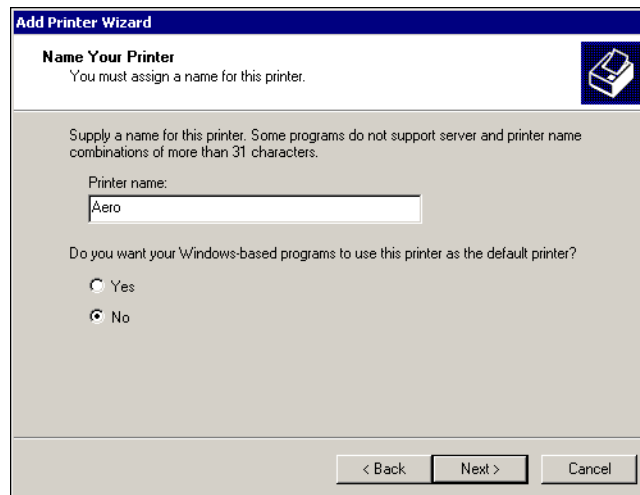 Add Printer Wizard
Name Your Printer
You must assign a name for this printer.
Supply a name for this printer. Some programs do not support server and printer name
combinations of more than 31 characters.
Printer name:
Aero
Do you want your Windows-based programs to use this printer as the default printer?
Yes
No
< Back Next > Cancel